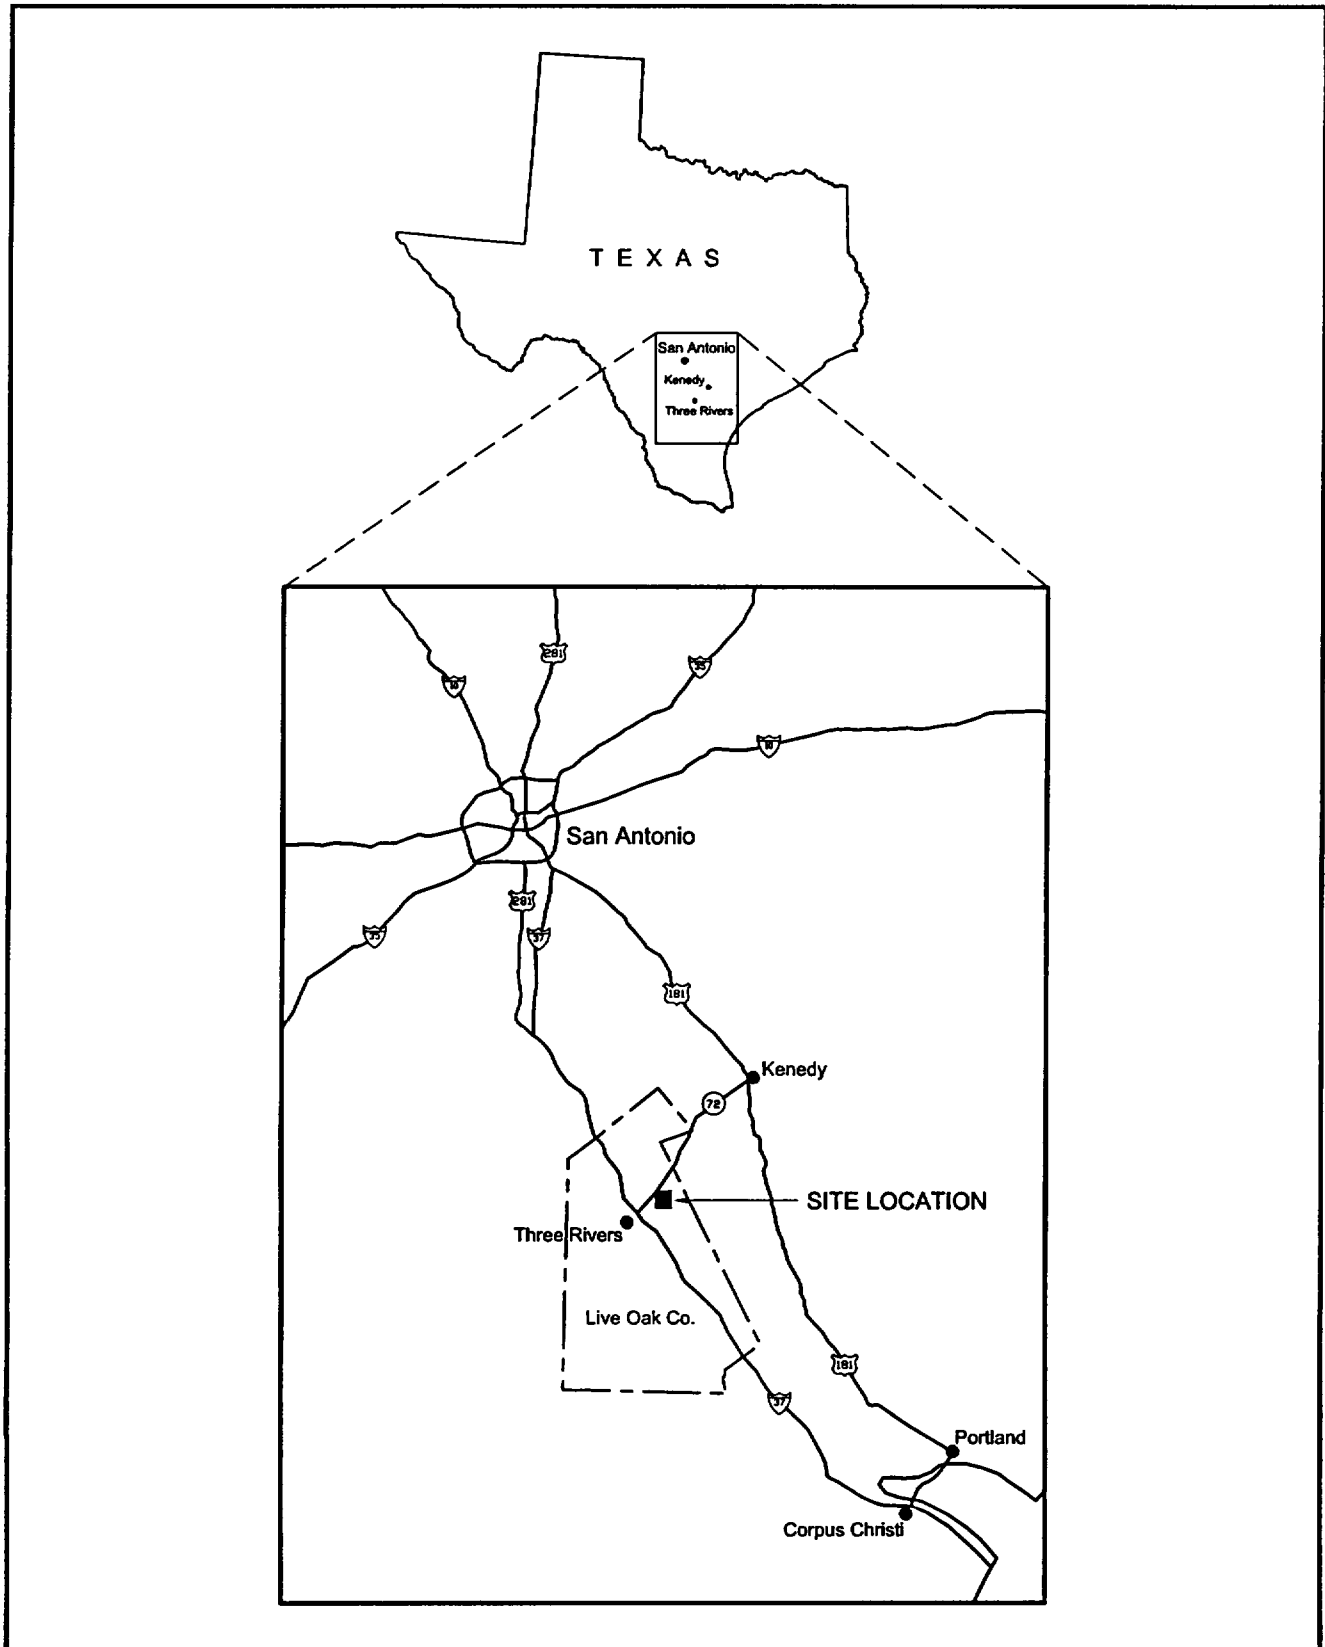 TEXAS
San Antonio
Kenedy
Three Rivers
281
35
10
10
San Antonio
281
35
37
181
Kenedy
72
SITE LOCATION
Three Rivers
Live Oak Co.
181
37
Portland
Corpus Christi